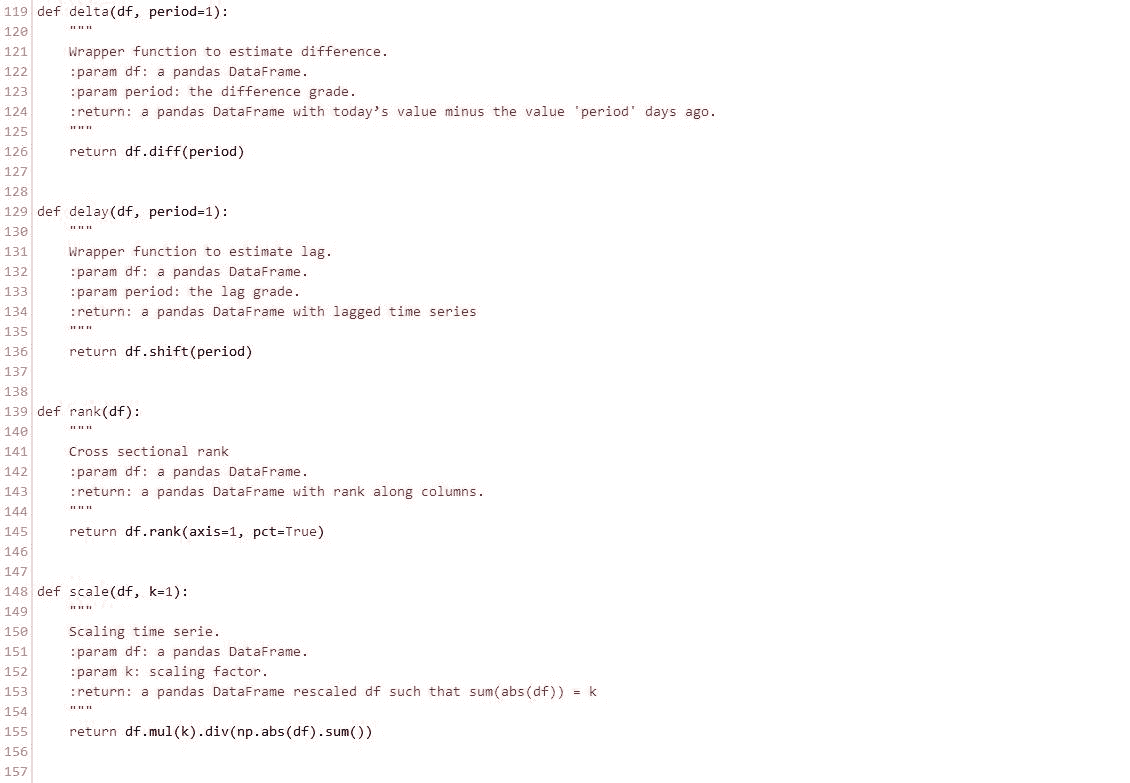 119 def delta(df, period=1):
120     """
121     Wrapper function to estimate difference.
122     :param df: a pandas DataFrame.
123     :param period: the difference grade.
124     :return: a pandas DataFrame with today’s value minus the value 'period' days ago.
125     """
126     return df.diff(period)
127
128
129 def delay(df, period=1):
130     """
131     Wrapper function to estimate lag.
132     :param df: a pandas DataFrame.
133     :param period: the lag grade.
134     :return: a pandas DataFrame with lagged time series
135     """
136     return df.shift(period)
137
138
139 def rank(df):
140     """
141     Cross sectional rank
142     :param df: a pandas DataFrame.
143     :return: a pandas DataFrame with rank along columns.
144     """
145     return df.rank(axis=1, pct=True)
146
147
148 def scale(df, k=1):
149     """
150     Scaling time serie.
151     :param df: a pandas DataFrame.
152     :param k: scaling factor.
153     :return: a pandas DataFrame rescaled df such that sum(abs(df)) = k
154     """
155     return df.mul(k).div(np.abs(df).sum())
156
157